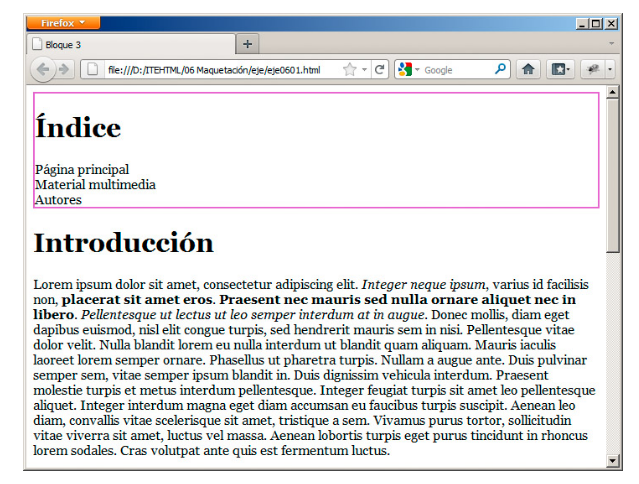 Firefox
Bloque 3
file:///D:/ITEHTML/06 Maquetación/eje/eje0601.html
Google
Índice
Página principal
Material multimedia
Autores
Introducción
Lorem ipsum dolor sit amet, consectetur adipiscing elit. Integer neque ipsum, varius id facilisis
non, placerat sit amet eros. Praesent nec mauris sed nulla ornare aliquet nec in
libero. Pellentesque ut lectus ut leo semper interdum at in augue. Donec mollis, diam eget
dapibus euismod, nisl elit congue turpis, sed hendrerit mauris sem in nisi. Pellentesque vitae
dolor velit. Nulla blandit lorem eu nulla interdum ut blandit quam aliquam. Mauris iaculis
laoreet lorem semper ornare. Phasellus ut pharetra turpis. Nullam a augue ante. Duis pulvinar
semper sem, vitae semper ipsum blandit in. Duis dignissim vehicula interdum. Praesent
molestie turpis et metus interdum pellentesque. Integer feugiat turpis sit amet leo pellentesque
aliquet. Integer interdum magna eget diam accumsan eu faucibus turpis suscipit. Aenean leo
diam, convallis vitae scelerisque sit amet, tristique a sem. Vivamus purus tortor, sollicitudin
vitae viverra sit amet, luctus vel massa. Aenean lobortis turpis eget purus tincidunt in rhoncus
lorem sodales. Cras volutpat ante quis est fermentum luctus.